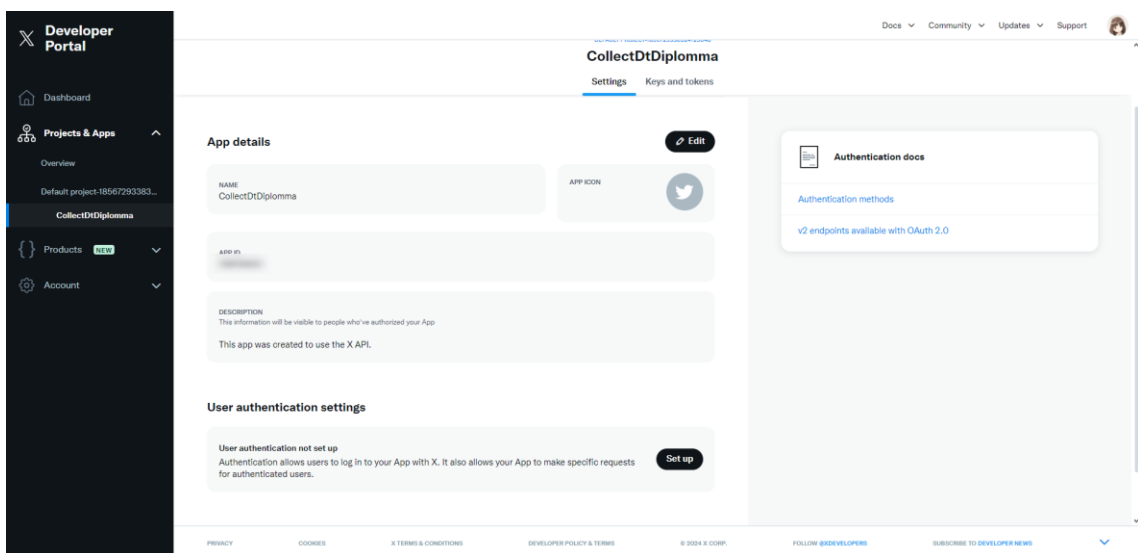 Developer
Portal
Docs Community Updates Support
CollectDtDiplomma
Settings Keys and tokens
Dashboard
Projects & Apps
Overview
Default project-18567293383...
CollectDtDiplomma
Products NEW
Account
App details
Edit
NAME
CollectDtDiplomma
APP ICON
APP ID
DESCRIPTION
This information will be visible to people who've authorized your App
This app was created to use the X API.
User authentication settings
User authentication not set up
Authentication allows users to log in to your App with X. It also allows your App to make specific requests
for authenticated users.
Set up
Authentication docs
Authentication methods
v2 endpoints available with OAuth 2.0
PRIVACY COOKIES X TERMS & CONDITIONS DEVELOPER POLICY & TERMS © 2024 X CORP. FOLLOW @XDEVELOPERS SUBSCRIBE TO DEVELOPER NEWS